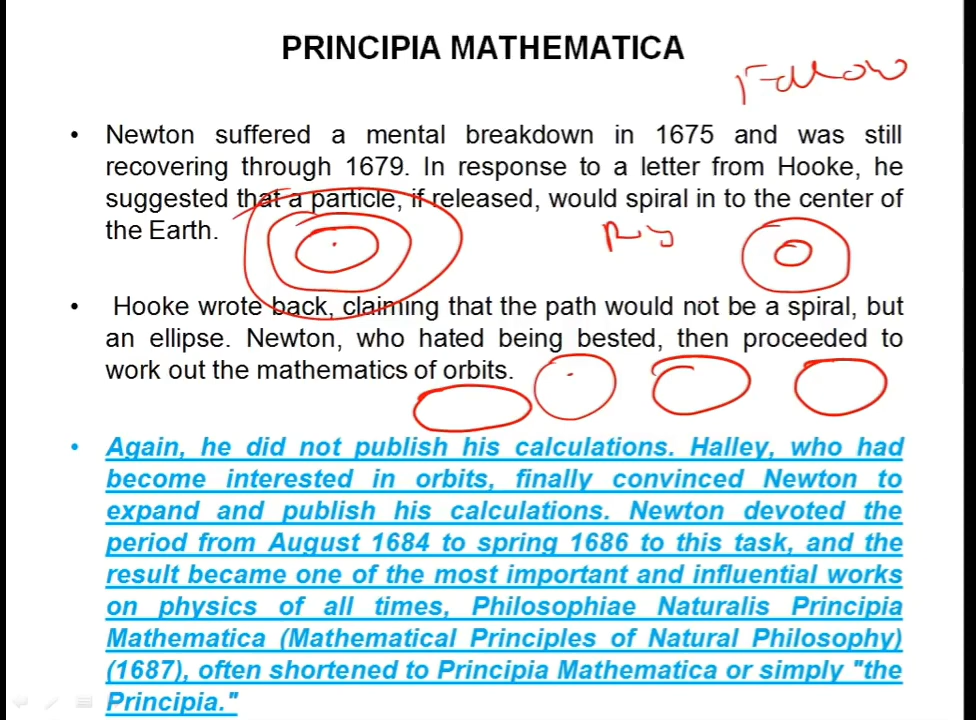 PRINCIPIA MATHEMATICA
• Newton suffered a mental breakdown in 1675 and was still
recovering through 1679. In response to a letter from Hooke, he
suggested that a particle, if released, would spiral in to the center of
the Earth.
• Hooke wrote back, claiming that the path would not be a spiral, but
an ellipse. Newton, who hated being bested, then proceeded to
work out the mathematics of orbits.
• Again, he did not publish his calculations. Halley, who had
become interested in orbits, finally convinced Newton to
expand and publish his calculations. Newton devoted the
period from August 1684 to spring 1686 to this task, and the
result became one of the most important and influential works
on physics of all times, Philosophiae Naturalis Principia
Mathematica (Mathematical Principles of Natural Philosophy)
(1687), often shortened to Principia Mathematica or simply "the
Principia."